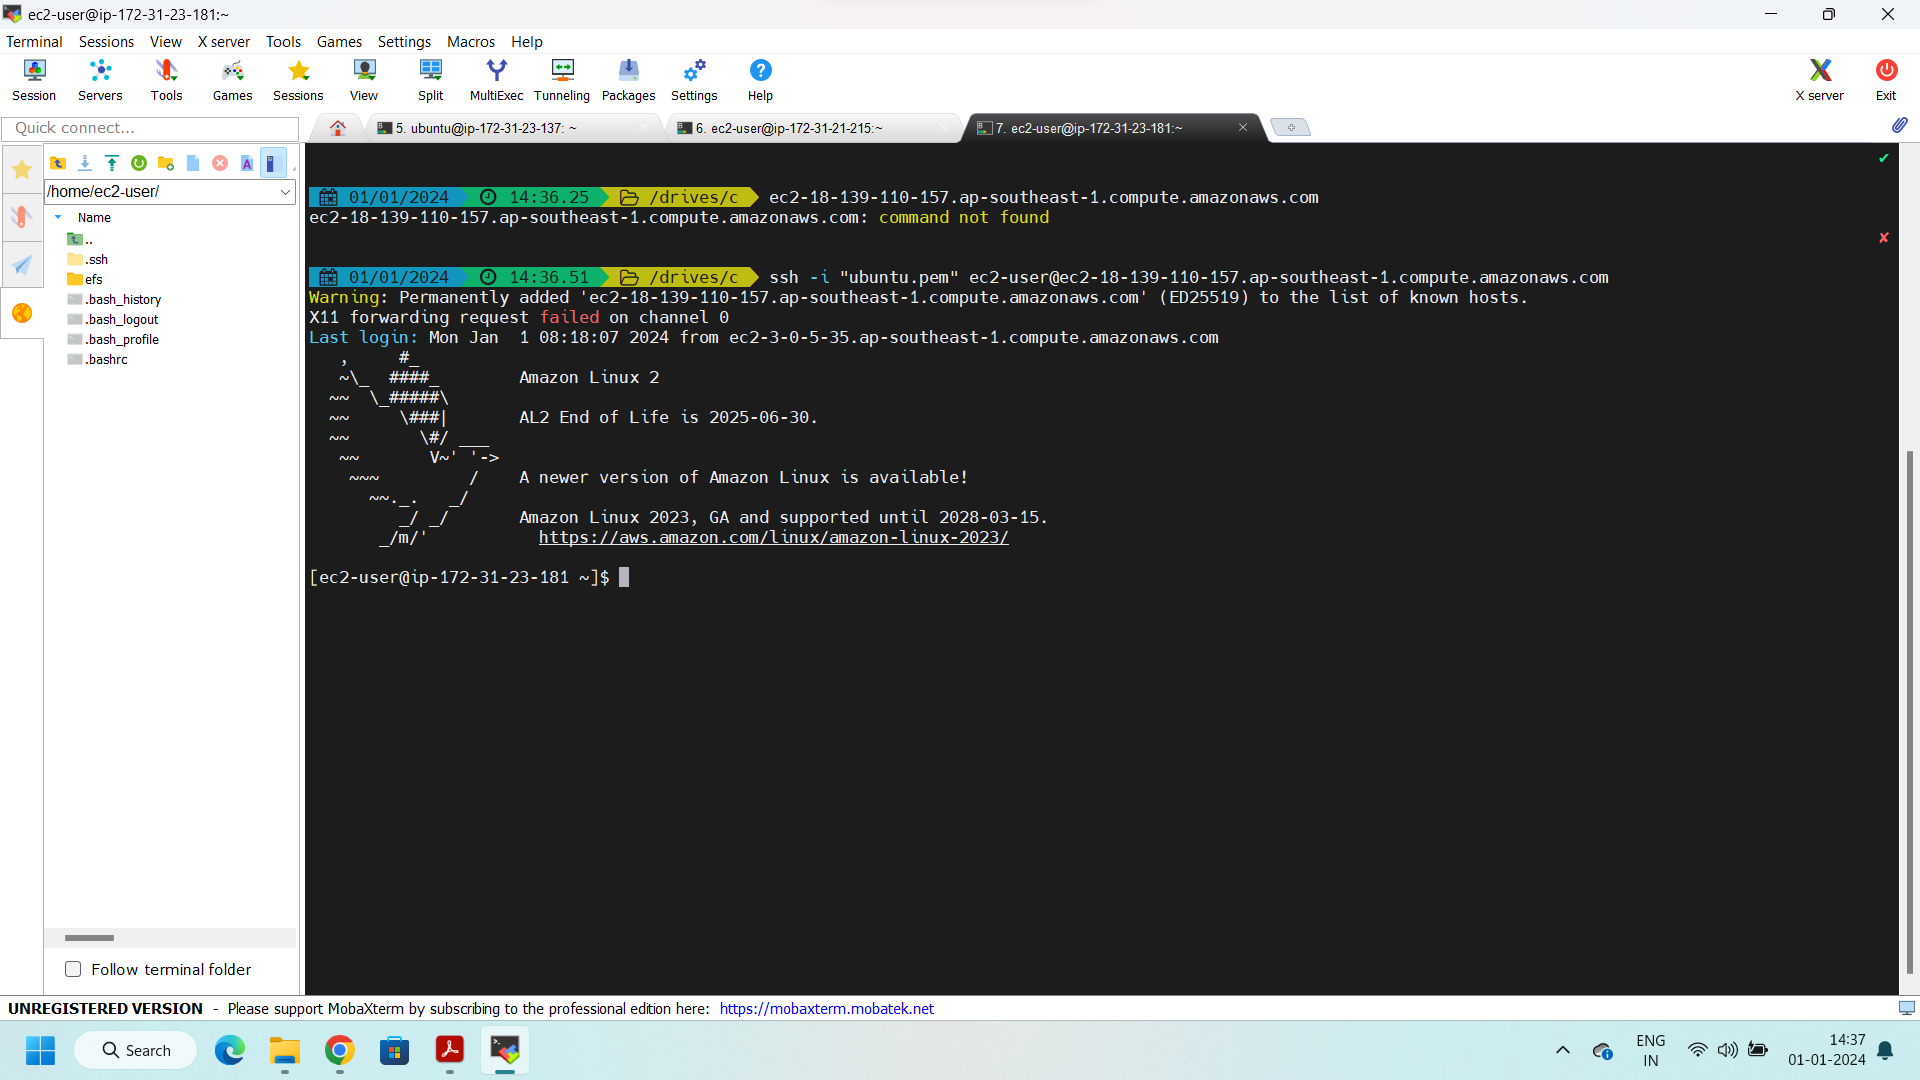 ec2-user@ip-172-31-23-181:~
Terminal Sessions View X server Tools Games Settings Macros Help
Session Servers Tools Games Sessions View Split MultiExec Tunneling Packages Settings Help X server Exit
Quick connect...
5. ubuntu@ip-172-31-23-137: ~
6. ec2-user@ip-172-31-21-215:~
7. ec2-user@ip-172-31-23-181:~
/home/ec2-user/
Name
..
.ssh
efs
.bash_history
.bash_logout
.bash_profile
.bashrc
Follow terminal folder
01/01/2024 14:36.25 /drives/c ec2-18-139-110-157.ap-southeast-1.compute.amazonaws.com
ec2-18-139-110-157.ap-southeast-1.compute.amazonaws.com: command not found
01/01/2024 14:36.51 /drives/c ssh -i "ubuntu.pem" ec2-user@ec2-18-139-110-157.ap-southeast-1.compute.amazonaws.com
Warning: Permanently added 'ec2-18-139-110-157.ap-southeast-1.compute.amazonaws.com' (ED25519) to the list of known hosts.
X11 forwarding request failed on channel 0
Last login: Mon Jan  1 08:18:07 2024 from ec2-3-0-5-35.ap-southeast-1.compute.amazonaws.com
   ,     #_
   ~\_  ####_        Amazon Linux 2
  ~~  \_#####\
  ~~     \###|       AL2 End of Life is 2025-06-30.
  ~~       \#/ ___
   ~~       V~' '->
    ~~~         /    A newer version of Amazon Linux is available!
      ~~._.   _/
         _/ _/       Amazon Linux 2023, GA and supported until 2028-03-15.
       _/m/'           https://aws.amazon.com/linux/amazon-linux-2023/
[ec2-user@ip-172-31-23-181 ~]$
UNREGISTERED VERSION - Please support MobaXterm by subscribing to the professional edition here: https://mobaxterm.mobatek.net
Search
ENG
IN
14:37
01-01-2024